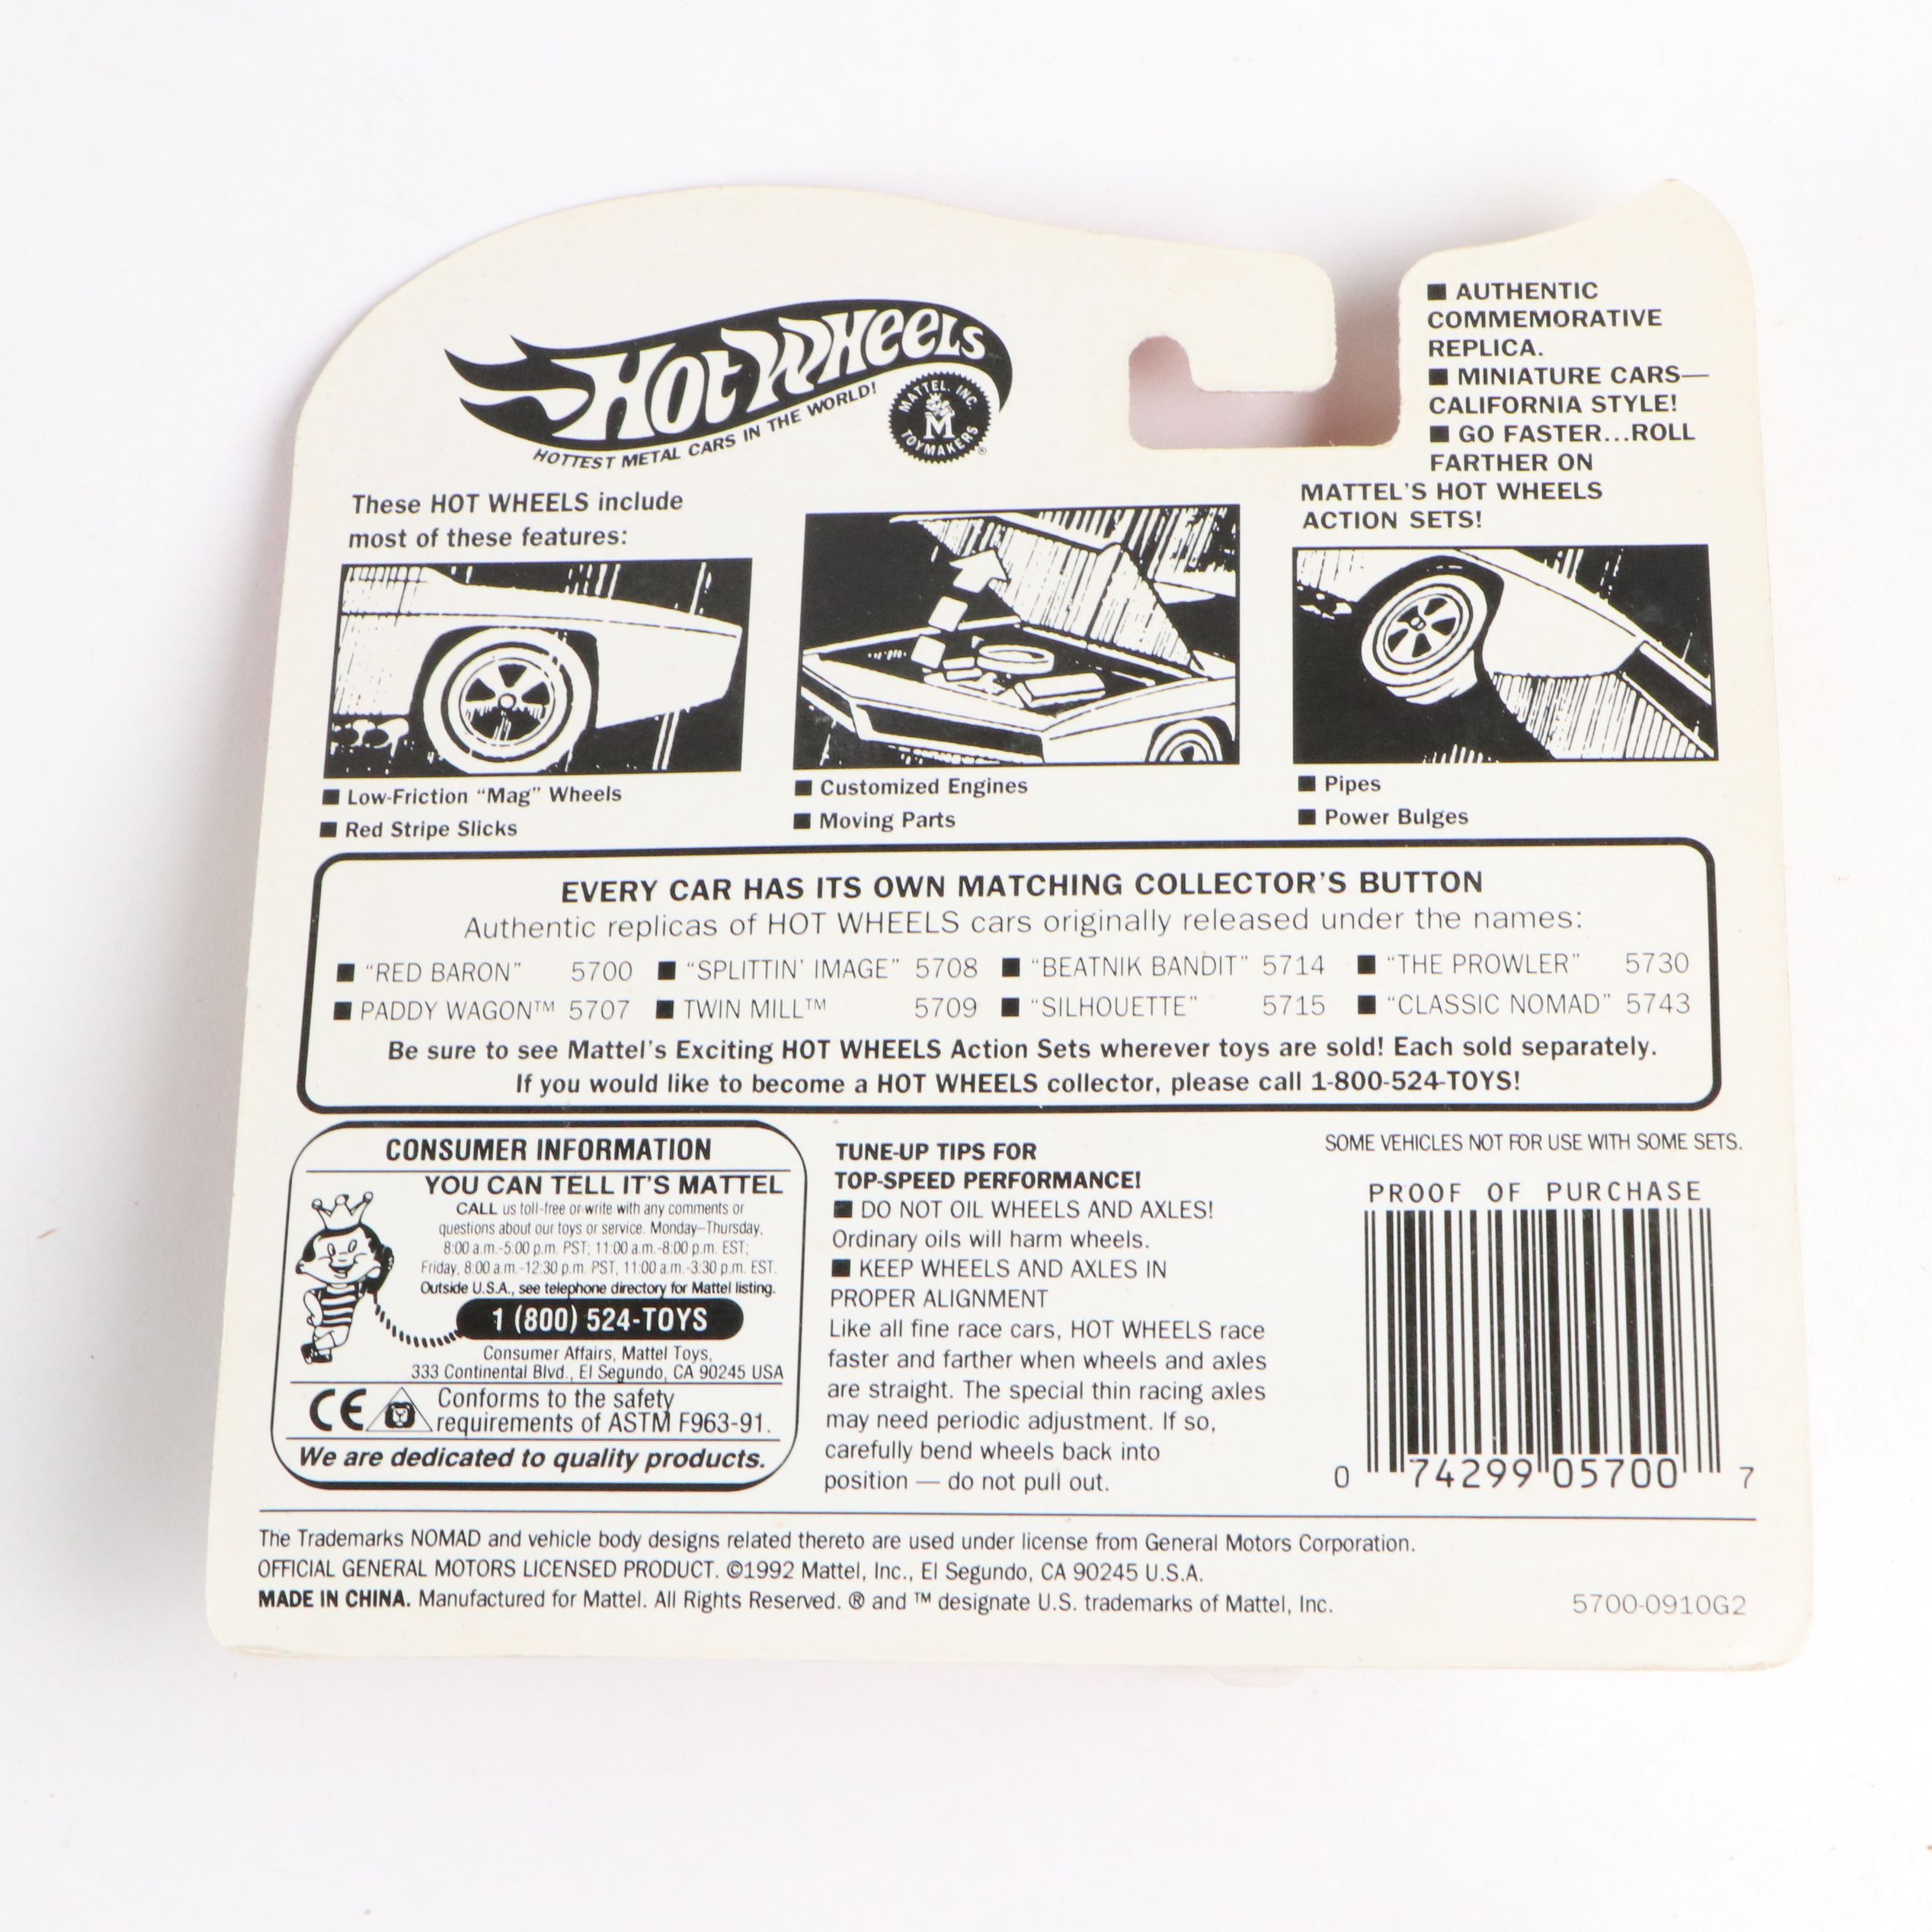 HOT WHEELS
HOTTEST METAL CARS IN THE WORLD!
MATTEL, INC.
M
TOYMAKERS
®
■ AUTHENTIC
COMMEMORATIVE
REPLICA.
■ MINIATURE CARS—
CALIFORNIA STYLE!
■ GO FASTER...ROLL
FARTHER ON
MATTEL'S HOT WHEELS
ACTION SETS!
These HOT WHEELS include
most of these features:
■ Low-Friction "Mag" Wheels
■ Red Stripe Slicks
■ Customized Engines
■ Moving Parts
■ Pipes
■ Power Bulges
EVERY CAR HAS ITS OWN MATCHING COLLECTOR'S BUTTON
Authentic replicas of HOT WHEELS cars originally released under the names:
■ "RED BARON" 5700 ■ "SPLITTIN' IMAGE" 5708 ■ "BEATNIK BANDIT" 5714 ■ "THE PROWLER" 5730
■ PADDY WAGON™ 5707 ■ TWIN MILL™ 5709 ■ "SILHOUETTE" 5715 ■ "CLASSIC NOMAD" 5743
Be sure to see Mattel's Exciting HOT WHEELS Action Sets wherever toys are sold! Each sold separately.
If you would like to become a HOT WHEELS collector, please call 1-800-524-TOYS!
CONSUMER INFORMATION
YOU CAN TELL IT'S MATTEL
CALL us toll-free or write with any comments or
questions about our toys or service. Monday–Thursday,
8:00 a.m.-5:00 p.m. PST; 11:00 a.m.-8:00 p.m. EST;
Friday, 8:00 a.m.-12:30 p.m. PST, 11:00 a.m.-3:30 p.m. EST.
Outside U.S.A., see telephone directory for Mattel listing.
1 (800) 524-TOYS
Consumer Affairs, Mattel Toys,
333 Continental Blvd., El Segundo, CA 90245 USA
CE Conforms to the safety
requirements of ASTM F963-91.
We are dedicated to quality products.
TUNE-UP TIPS FOR
TOP-SPEED PERFORMANCE!
■ DO NOT OIL WHEELS AND AXLES!
Ordinary oils will harm wheels.
■ KEEP WHEELS AND AXLES IN
PROPER ALIGNMENT
Like all fine race cars, HOT WHEELS race
faster and farther when wheels and axles
are straight. The special thin racing axles
may need periodic adjustment. If so,
carefully bend wheels back into
position — do not pull out.
SOME VEHICLES NOT FOR USE WITH SOME SETS.
PROOF OF PURCHASE
0 74299 05700 7
The Trademarks NOMAD and vehicle body designs related thereto are used under license from General Motors Corporation.
OFFICIAL GENERAL MOTORS LICENSED PRODUCT. ©1992 Mattel, Inc., El Segundo, CA 90245 U.S.A.
MADE IN CHINA. Manufactured for Mattel. All Rights Reserved. ® and ™ designate U.S. trademarks of Mattel, Inc.
5700-0910G2